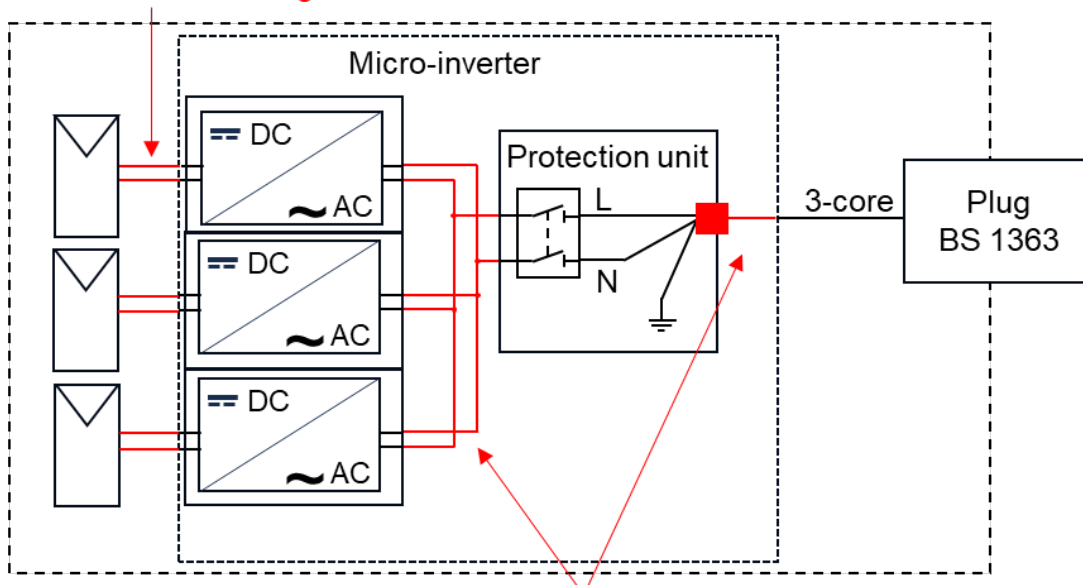 Micro-inverter
DC
AC
DC
AC
DC
AC
Protection unit
L
N
3-core
Plug
BS 1363